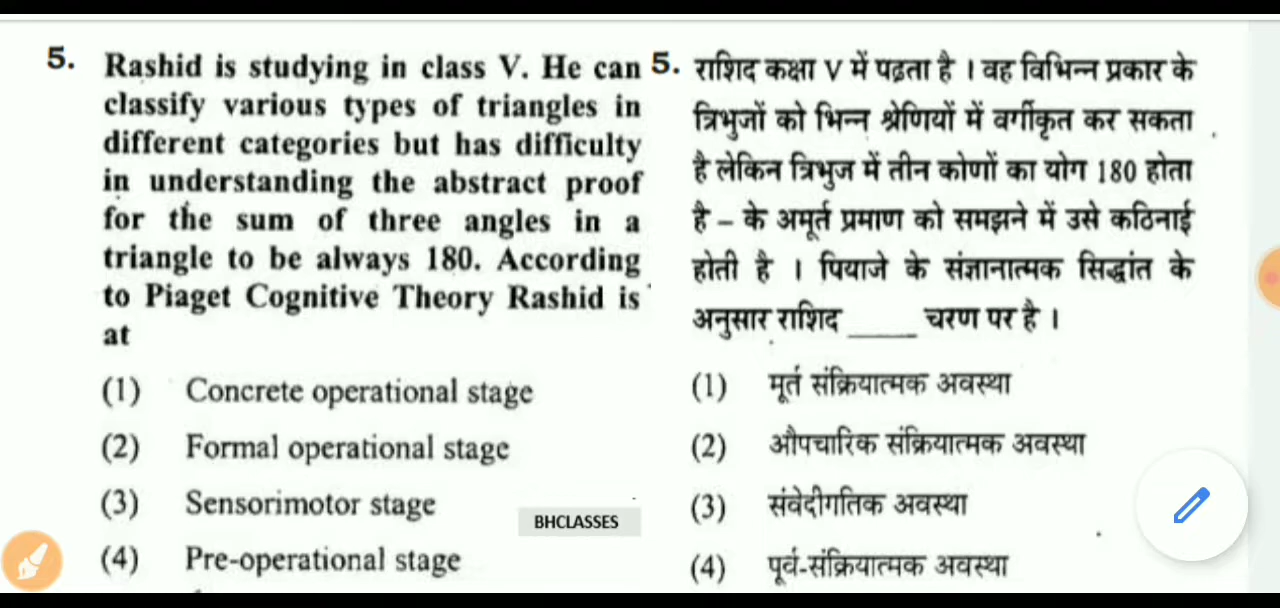 5. Rashid is studying in class V. He can
classify various types of triangles in
different categories but has difficulty
in understanding the abstract proof
for the sum of three angles in a
triangle to be always 180. According
to Piaget Cognitive Theory Rashid is
at
(1) Concrete operational stage
(2) Formal operational stage
(3) Sensorimotor stage
(4) Pre-operational stage
BHCLASSES
5. राशिद कक्षा V में पढ़ता है । वह विभिन्न प्रकार के
त्रिभुजों को भिन्न श्रेणियों में वर्गीकृत कर सकता
है लेकिन त्रिभुज में तीन कोणों का योग 180 होता
है – के अमूर्त प्रमाण को समझने में उसे कठिनाई
होती है । पियाजे के संज्ञानात्मक सिद्धांत के
अनुसार राशिद _____ चरण पर है ।
(1) मूर्त संक्रियात्मक अवस्था
(2) औपचारिक संक्रियात्मक अवस्था
(3) संवेदीगतिक अवस्था
(4) पूर्व-संक्रियात्मक अवस्था